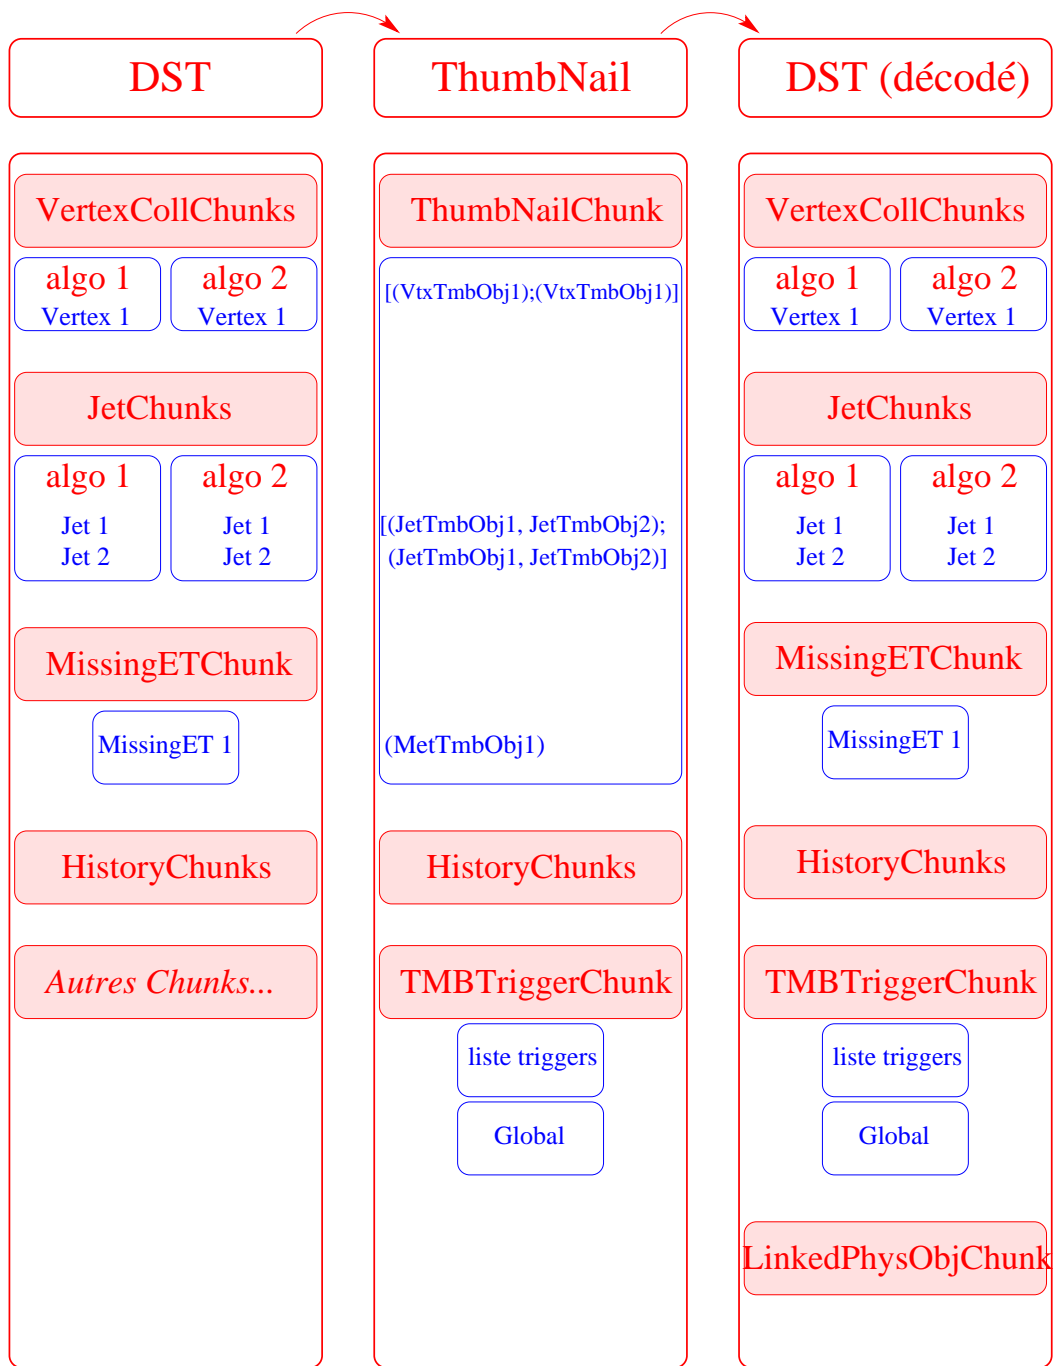 DST
ThumbNail
DST (décodé)
VertexCollChunks
algo 1
algo 2
Vertex 1
Vertex 1
JetChunks
algo 1
algo 2
Jet 1
Jet 1
Jet 2
Jet 2
MissingETChunk
MissingET 1
HistoryChunks
Autres Chunks...
ThumbNailChunk
[(VtxTmbObj1);(VtxTmbObj1)]
[(JetTmbObj1, JetTmbObj2);
(JetTmbObj1, JetTmbObj2)]
(MetTmbObj1)
HistoryChunks
TMBTriggerChunk
liste triggers
Global
VertexCollChunks
algo 1
algo 2
Vertex 1
Vertex 1
JetChunks
algo 1
algo 2
Jet 1
Jet 1
Jet 2
Jet 2
MissingETChunk
MissingET 1
HistoryChunks
TMBTriggerChunk
liste triggers
Global
LinkedPhysObjChunk